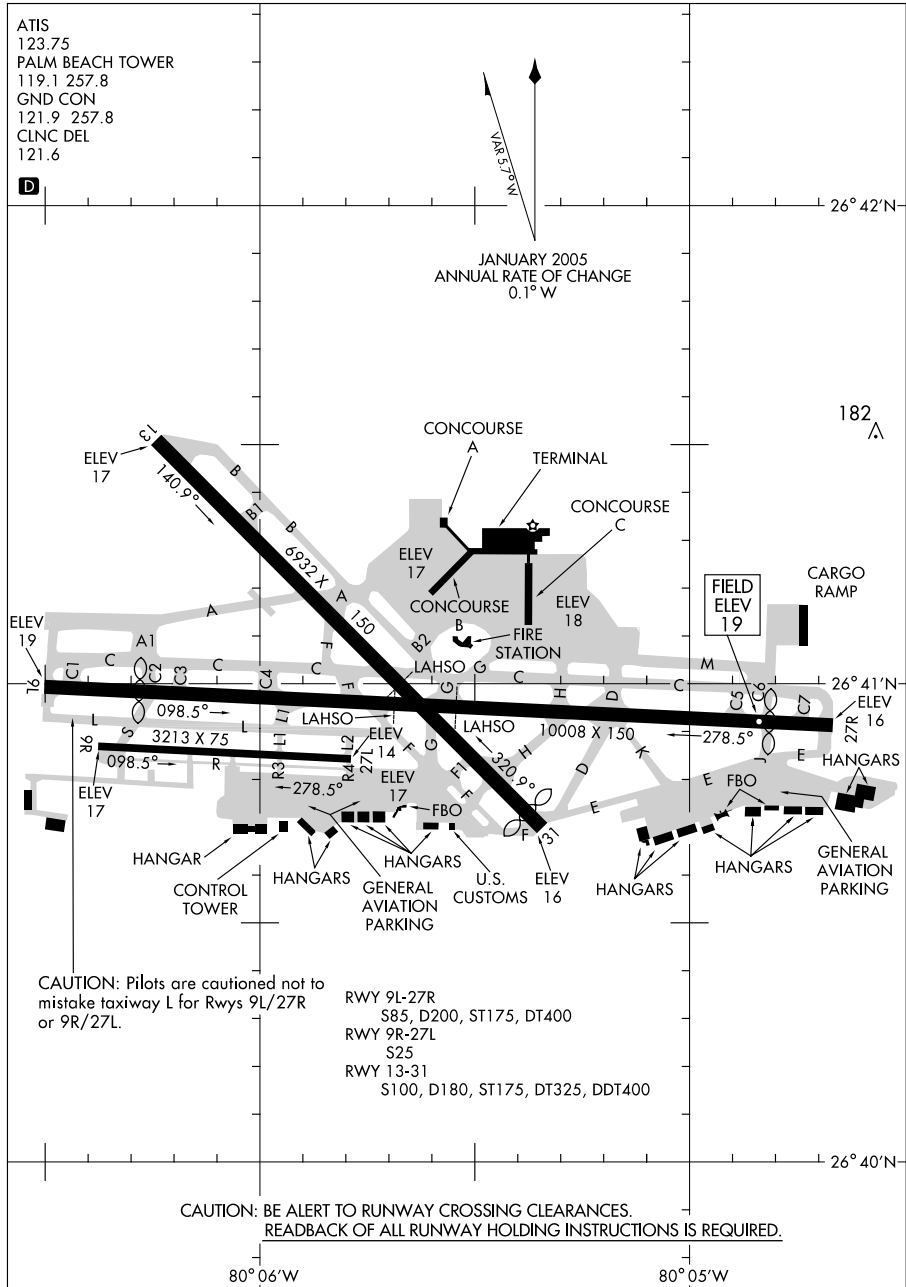 ATIS
123.75
PALM BEACH TOWER
119.1 257.8
GND CON
121.9 257.8
CLNC DEL
121.6
D
VAR 5.7° W
26° 42'N
JANUARY 2005
ANNUAL RATE OF CHANGE
0.1° W
182
CONCOURSE
A
TERMINAL
CONCOURSE
C
ELEV
17
13
140.9°
B
B1
B
6932 X
150
ELEV
17
CONCOURSE
B
ELEV
18
FIRE
STATION
FIELD
ELEV
19
CARGO
RAMP
ELEV
19
A
A
A1
F
B2
LAHSO
G
M
C1
C
C2
C3
C4
C
F
G
C
H
D
C
C5
C6
C7
26° 41'N
9L
098.5°
L
S
L
L1
L1
LAHSO
LAHSO
G
10008 X 150
278.5°
27R
ELEV
16
9R
3213 X 75
098.5°
R
R3
L2
R4
27L
ELEV
14
278.5°
F
G
F1
F
320.9°
H
D
K
E
E
J
E
ELEV
17
ELEV
17
FBO
F
31
FBO
HANGARS
HANGAR
CONTROL
TOWER
HANGARS
GENERAL
AVIATION
PARKING
HANGARS
U.S.
CUSTOMS
ELEV
16
HANGARS
HANGARS
GENERAL
AVIATION
PARKING
CAUTION: Pilots are cautioned not to
mistake taxiway L for Rwys 9L/27R
or 9R/27L.
RWY 9L-27R
S85, D200, ST175, DT400
RWY 9R-27L
S25
RWY 13-31
S100, D180, ST175, DT325, DDT400
26° 40'N
CAUTION: BE ALERT TO RUNWAY CROSSING CLEARANCES.
READBACK OF ALL RUNWAY HOLDING INSTRUCTIONS IS REQUIRED.
80° 06'W
80° 05'W